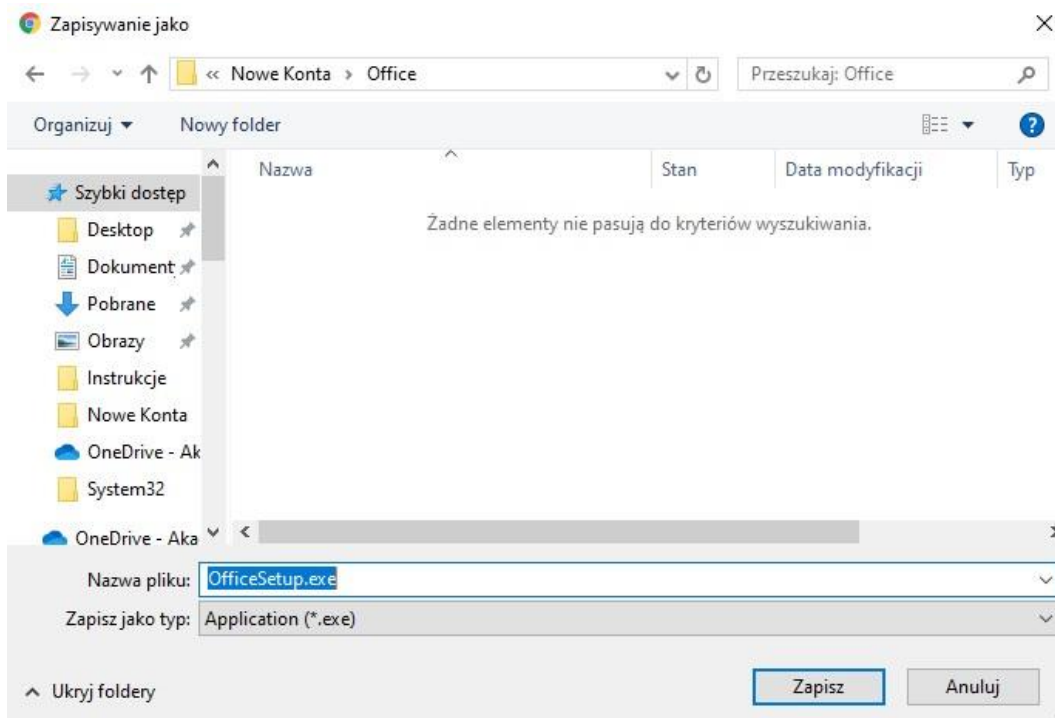 Zapisywanie jako
« Nowe Konta › Office
Przeszukaj: Office
Organizuj
Nowy folder
?
Nazwa Stan Data modyfikacji Typ
Żadne elementy nie pasują do kryteriów wyszukiwania.
Szybki dostęp
Desktop
Dokument
Pobrane
Obrazy
Instrukcje
Nowe Konta
OneDrive - Ak
System32
OneDrive - Aka
Nazwa pliku: OfficeSetup.exe
Zapisz jako typ: Application (*.exe)
Ukryj foldery
Zapisz
Anuluj